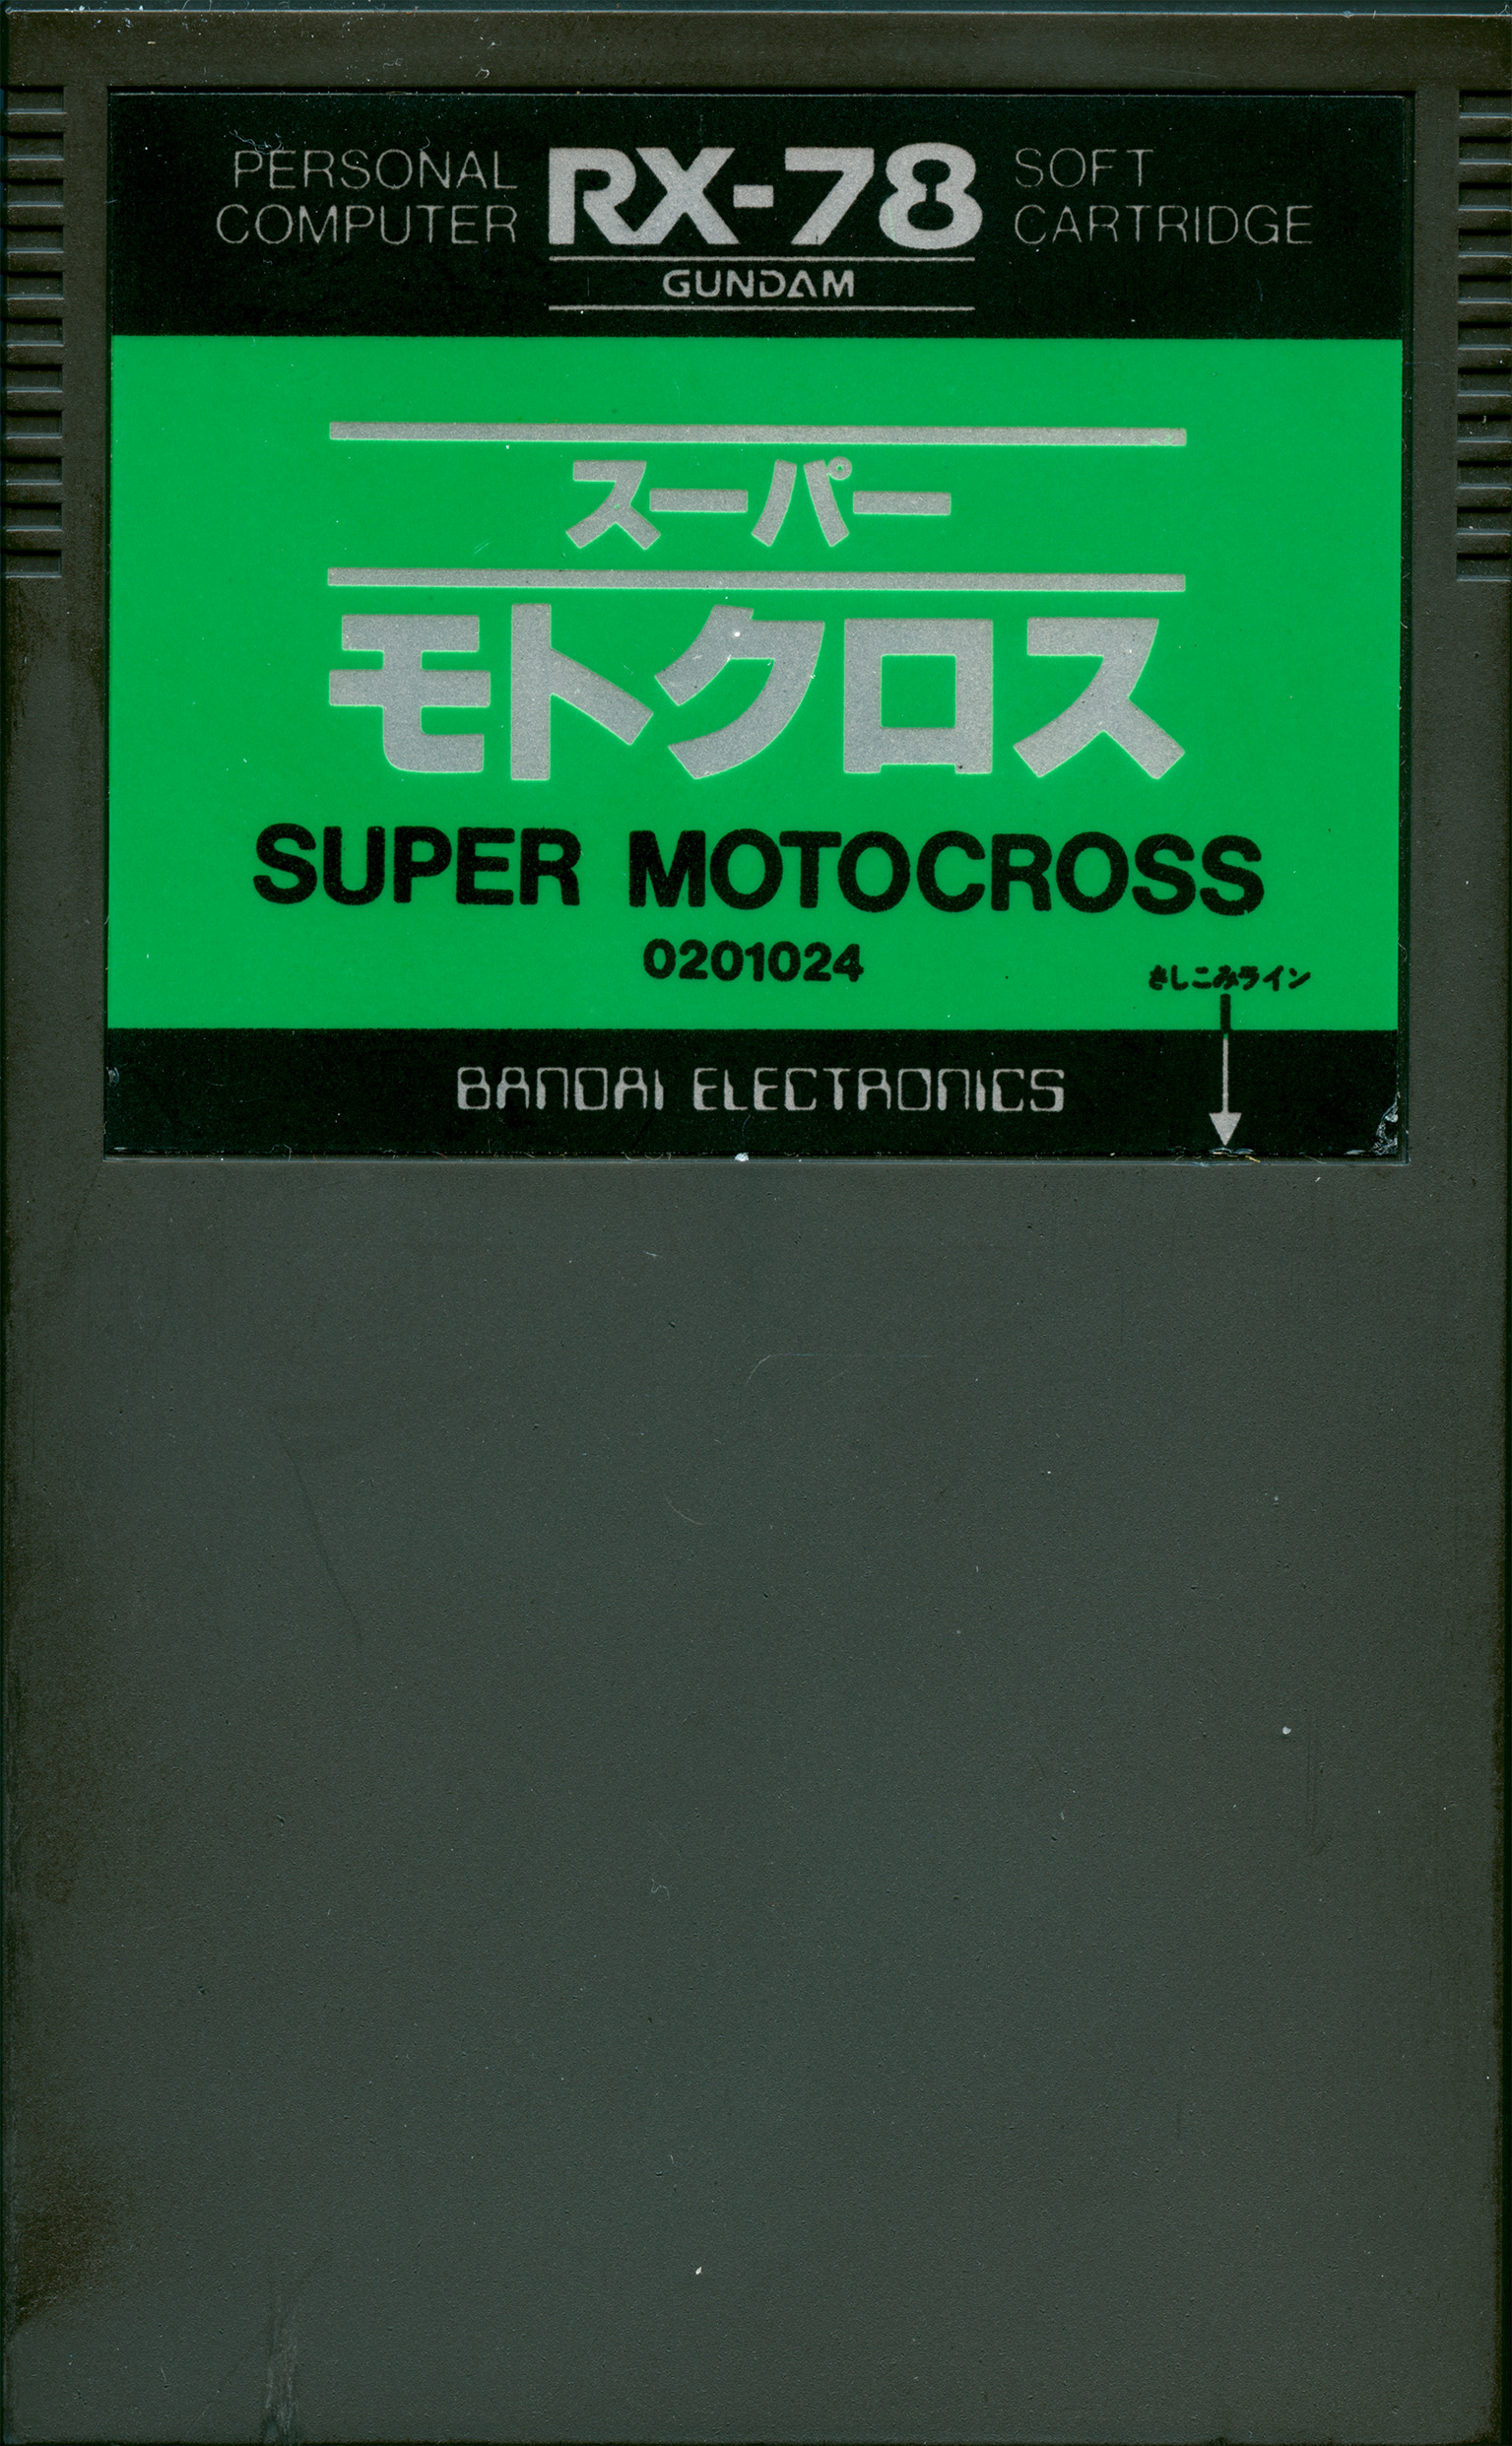 PERSONAL COMPUTER RX-78 SOFT CARTRIDGE
GUNDAM
スーパー
モトクロス
SUPER MOTOCROSS
0201024
さしこみライン
BANDAI ELECTRONICS